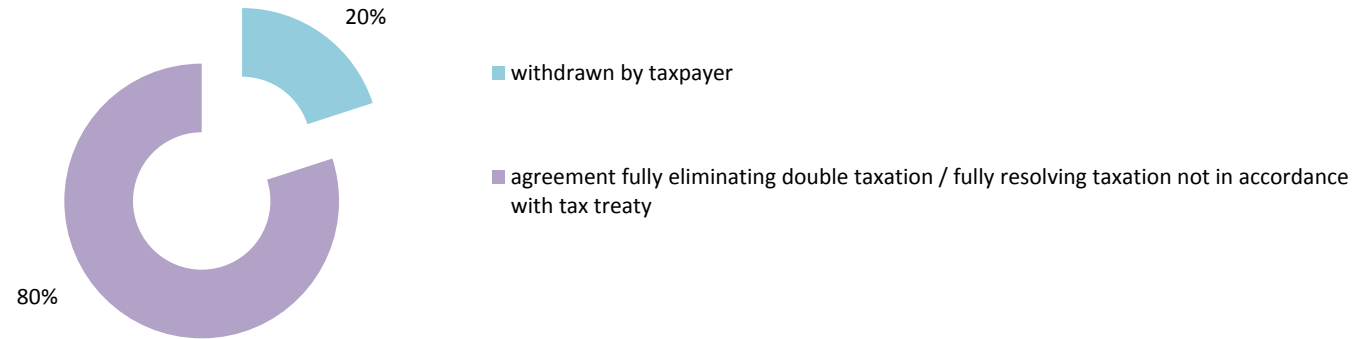 20%
withdrawn by taxpayer
agreement fully eliminating double taxation / fully resolving taxation not in accordance
with tax treaty
80%